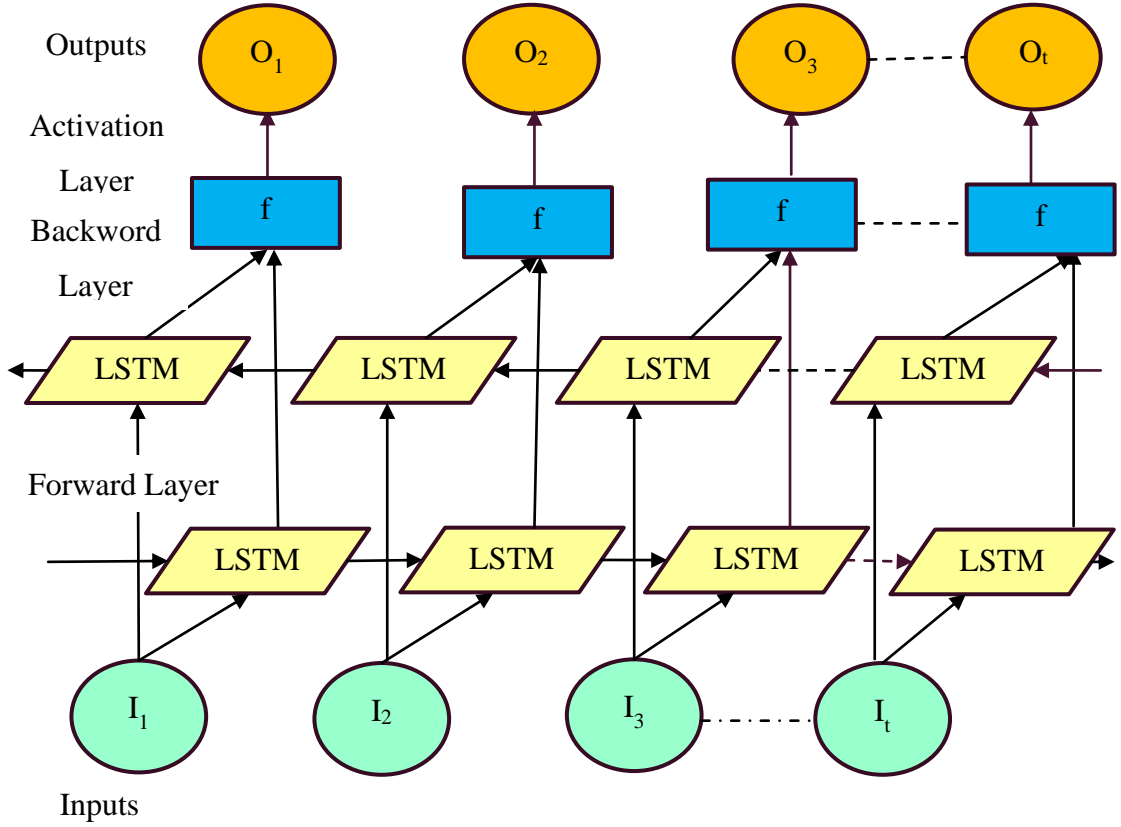 Outputs O₁ O₂ O₃ Oₜ
Activation
Layer
f f f f
Backword
Layer
LSTM LSTM LSTM LSTM
Forward Layer
LSTM LSTM LSTM LSTM
I₁ I₂ I₃ Iₜ
Inputs